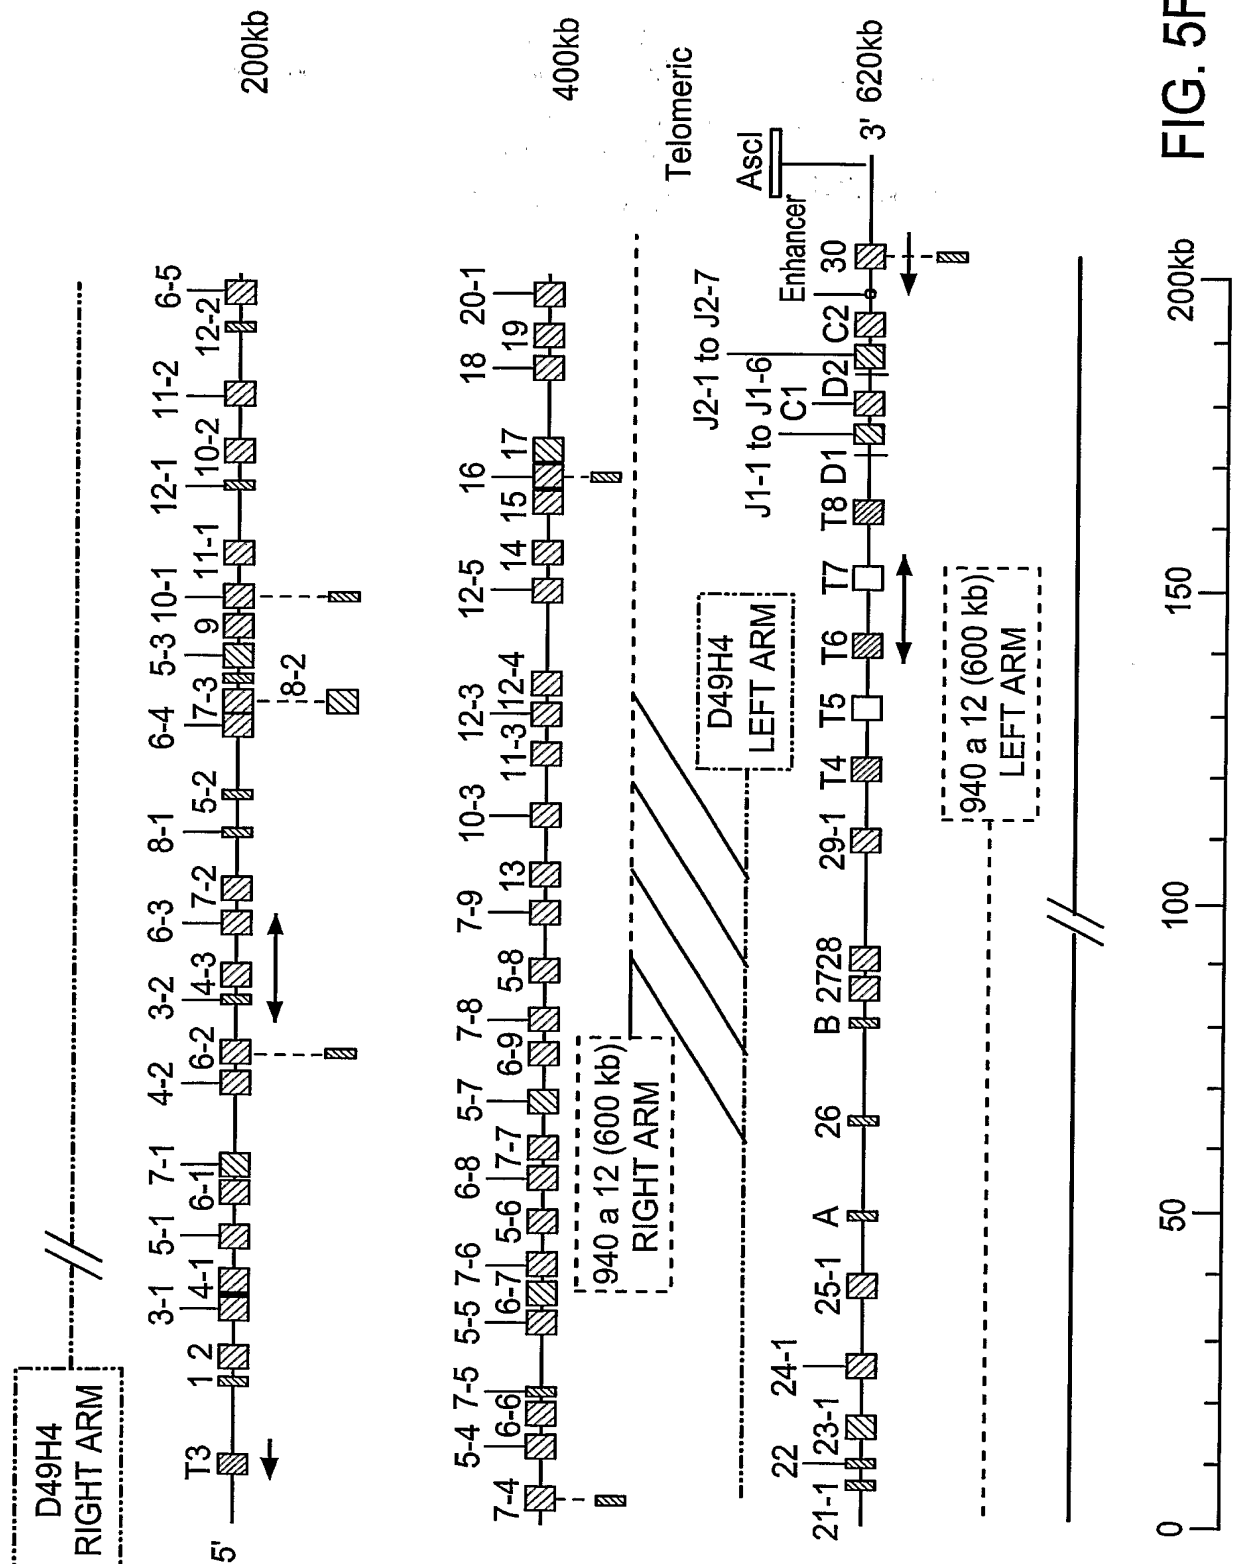 D49H4
RIGHT ARM
5'
T3
1
2
3-1
4-1
5-1
6-1
7-1
4-2
6-2
3-2
4-3
6-3
7-2
8-1
5-2
6-4
7-3
8-2
5-3
9
10-1
11-1
12-1
10-2
11-2
12-2
6-5
200kb
7-4
5-4
6-6
7-5
5-5
6-7
7-6
5-6
6-8
7-7
5-7
6-9
7-8
5-8
7-9
13
10-3
11-3
12-3
12-4
12-5
14
15
16
17
18
19
20-1
400kb
940 a 12 (600 kb)
RIGHT ARM
Telomeric
D49H4
LEFT ARM
21-1
22
23-1
24-1
25-1
A
26
B
27
28
29-1
T4
T5
T6
T7
T8
D1
J1-1 to J1-6
C1
D2
J2-1 to J2-7
C2
Enhancer
30
AscI
3'
620kb
940 a 12 (600 kb)
LEFT ARM
0
50
100
150
200kb
FIG. 5F